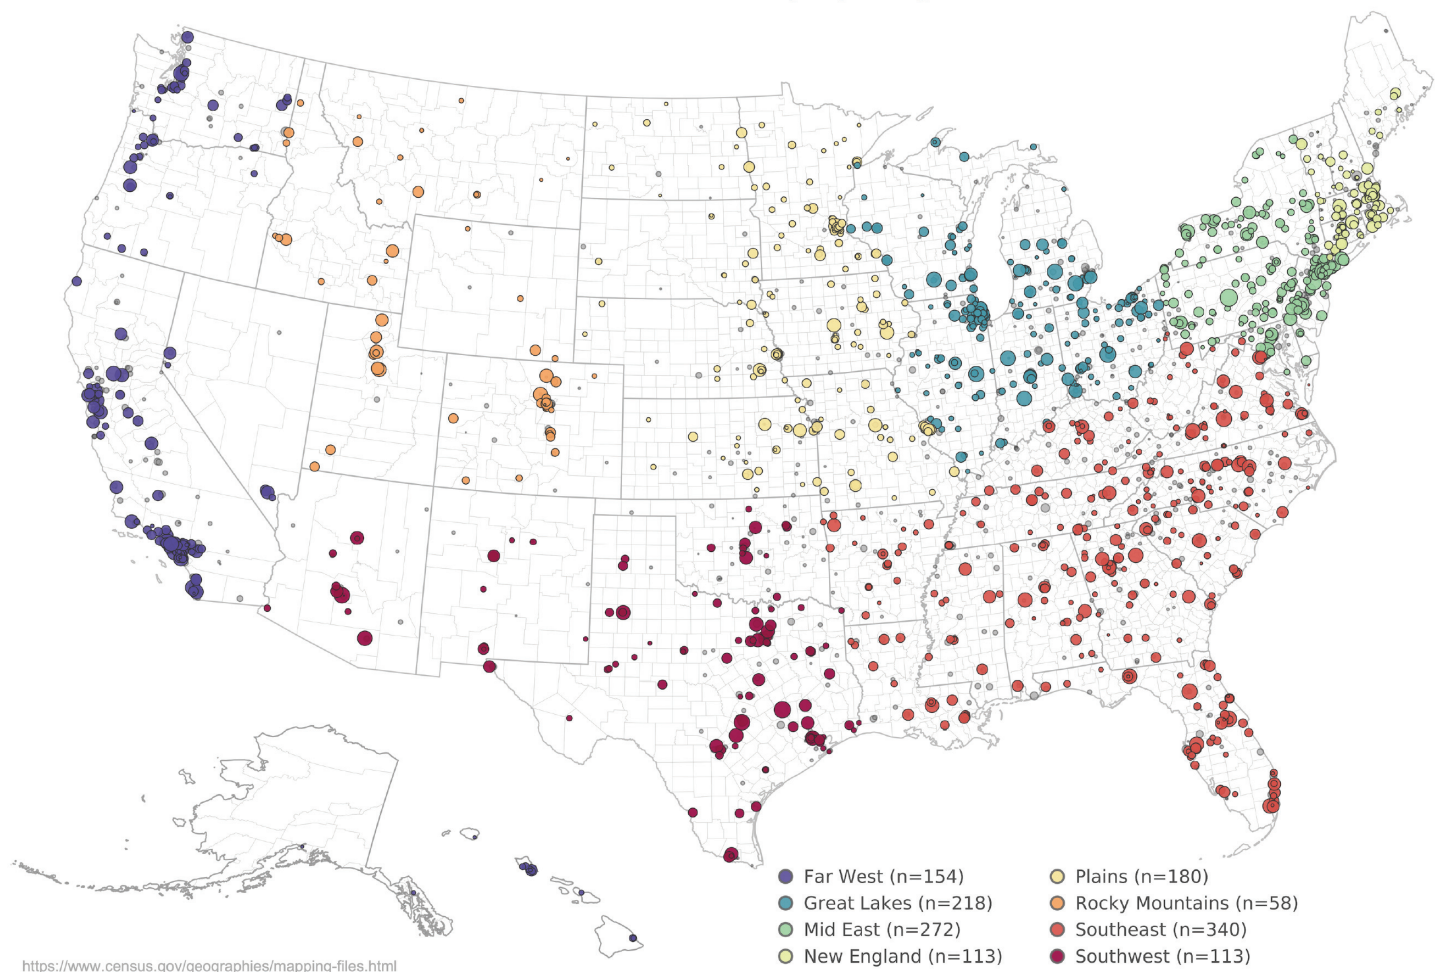 Far West (n=154)
Great Lakes (n=218)
Mid East (n=272)
New England (n=113)
Plains (n=180)
Rocky Mountains (n=58)
Southeast (n=340)
Southwest (n=113)
https://www.census.gov/geographies/mapping-files.html